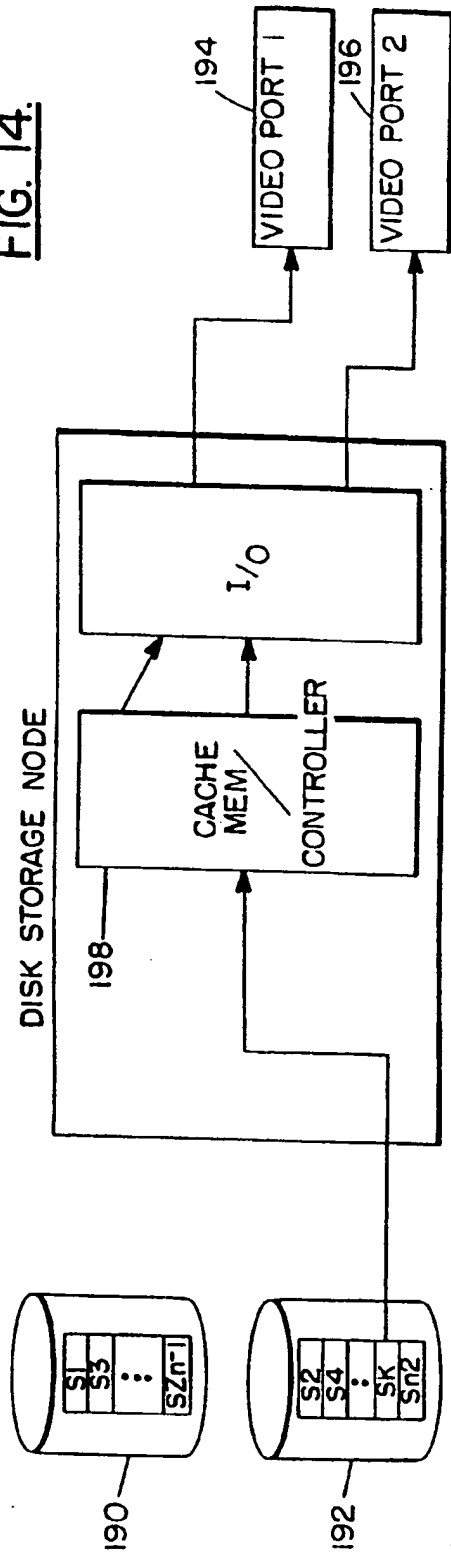 FIG. 14.
DISK STORAGE NODE
190
S1
S3
⋮
SZn-1
192
S2
S4
⋮
SK
Sn2
198
CACHE
MEM /
CONTROLLER
I/O
194
VIDEO PORT 1
196
VIDEO PORT 2